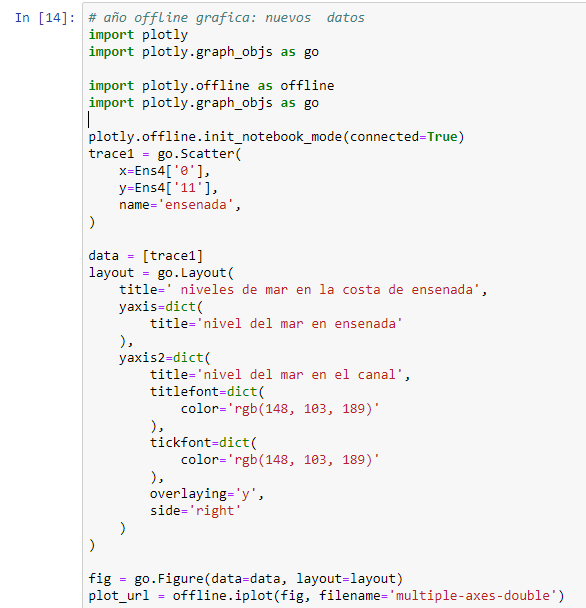 In [14]: # año offline grafica: nuevos  datos
import plotly
import plotly.graph_objs as go

import plotly.offline as offline
import plotly.graph_objs as go

plotly.offline.init_notebook_mode(connected=True)
trace1 = go.Scatter(
    x=Ens4['0'],
    y=Ens4['11'],
    name='ensenada',
)

data = [trace1]
layout = go.Layout(
    title=' niveles de mar en la costa de ensenada',
    yaxis=dict(
        title='nivel del mar en ensenada'
    ),
    yaxis2=dict(
        title='nivel del mar en el canal',
        titlefont=dict(
            color='rgb(148, 103, 189)'
        ),
        tickfont=dict(
            color='rgb(148, 103, 189)'
        ),
        overlaying='y',
        side='right'
    )
)

fig = go.Figure(data=data, layout=layout)
plot_url = offline.iplot(fig, filename='multiple-axes-double')